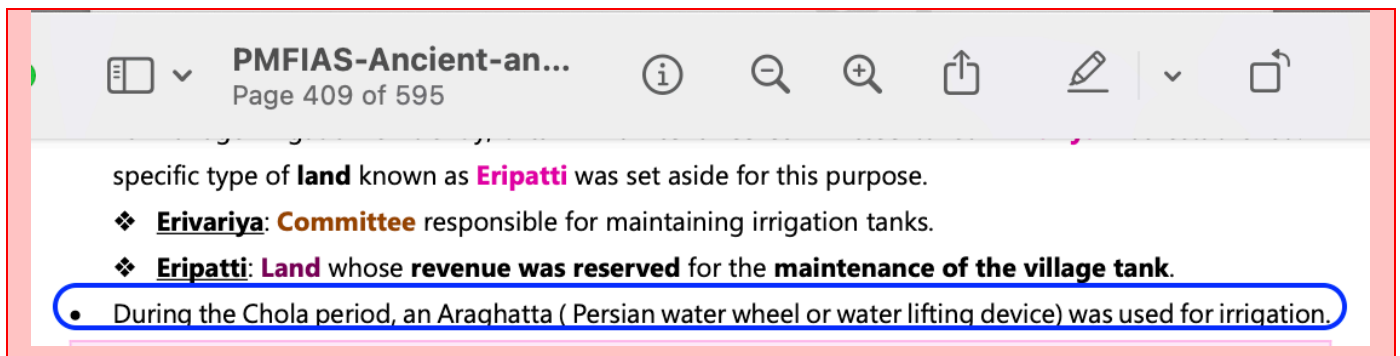 PMFIAS-Ancient-an...
Page 409 of 595
specific type of land known as Eripatti was set aside for this purpose.
❖ Erivariya: Committee responsible for maintaining irrigation tanks.
❖ Eripatti: Land whose revenue was reserved for the maintenance of the village tank.
• During the Chola period, an Araghatta ( Persian water wheel or water lifting device) was used for irrigation.